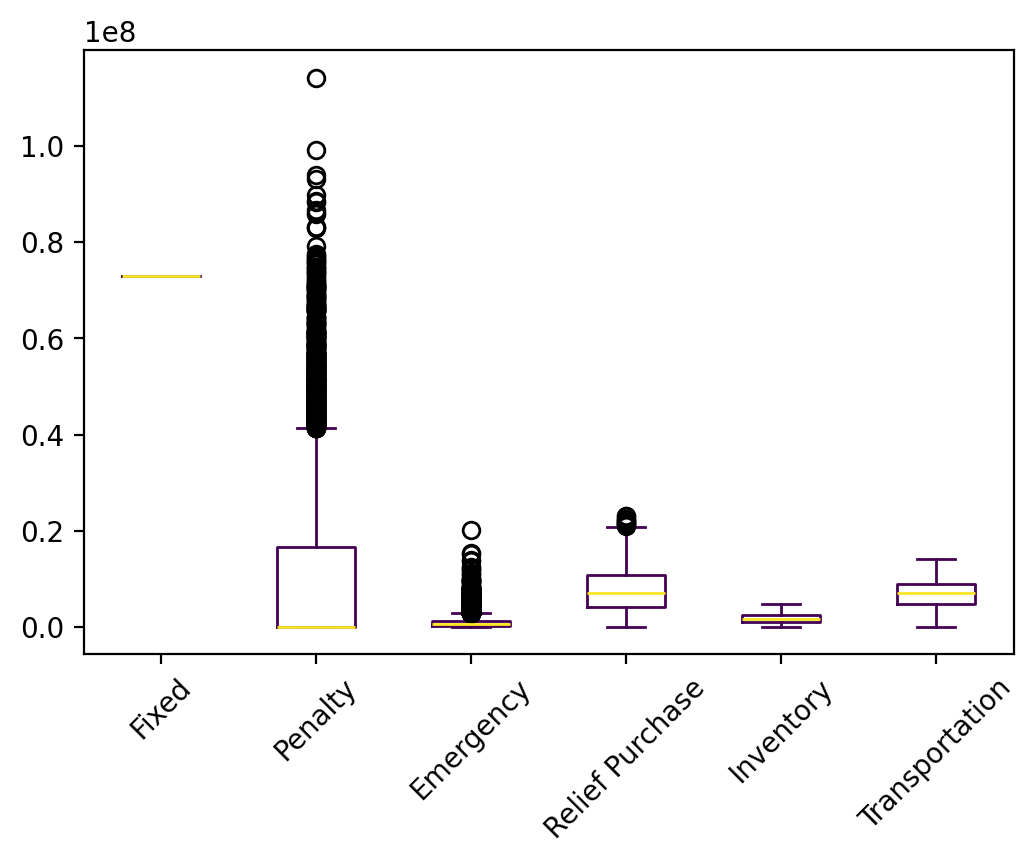 1e8
1.0
0.8
0.6
0.4
0.2
0.0
Fixed
Penalty
Emergency
Relief Purchase
Inventory
Transportation